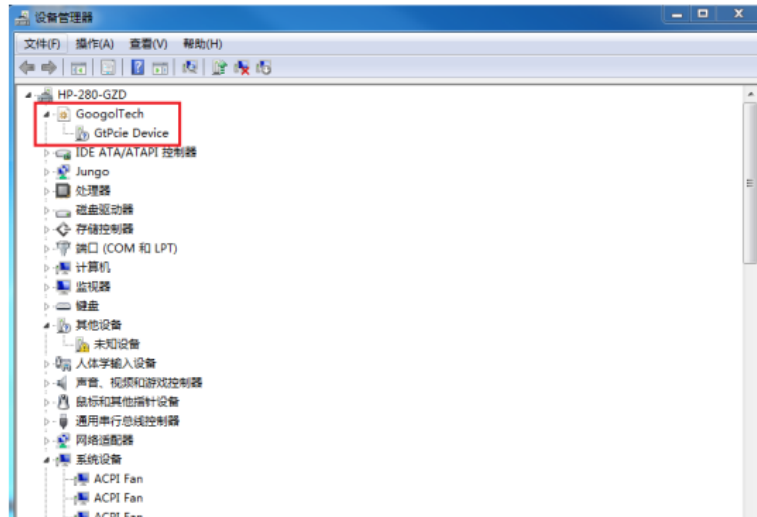 设备管理器
文件(F) 操作(A) 查看(V) 帮助(H)
HP-280-GZD
GoogolTech
GtPcie Device
IDE ATA/ATAPI 控制器
Jungo
处理器
磁盘驱动器
存储控制器
端口 (COM 和 LPT)
计算机
监视器
键盘
其他设备
未知设备
人体学输入设备
声音、视频和游戏控制器
鼠标和其他指针设备
通用串行总线控制器
网络适配器
系统设备
ACPI Fan
ACPI Fan
ACPI Fan